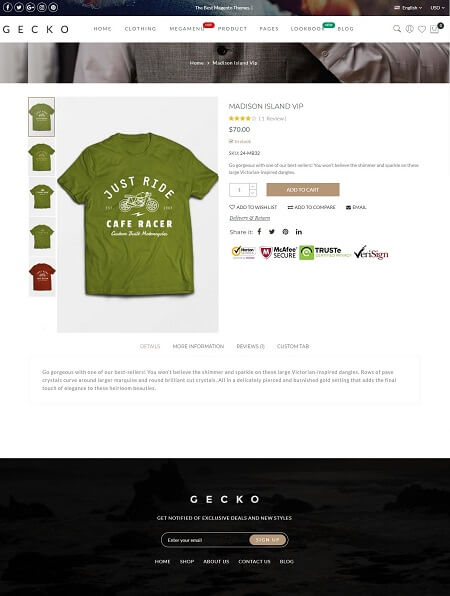 The Best Magento Themes.
English
USD
GECKO
HOME CLOTHING MEGAMENU PRODUCT PAGES LOOKBOOK BLOG
HOT
NEW
0
Home > Madison Island Vip
MADISON ISLAND VIP
( 1 Review)
$70.00
In stock
SKU: 24-MB32
Go gorgeous with one of our best-sellers! You won't believe the shimmer and sparkle on these
large Victorian-inspired dangles.
1
ADD TO CART
ADD TO WISH LIST ADD TO COMPARE EMAIL
Delivery & Return
Share it:
Norton
McAfee
SECURE
TRUSTe
CERTIFIED PRIVACY
VeriSign
JUST RIDE
CAFE RACER
Custom Built Motorcycles
DETAILS MORE INFORMATION REVIEWS (1) CUSTOM TAB
Go gorgeous with one of our best-sellers! You won't believe the shimmer and sparkle on these large Victorian-inspired dangles. Rows of pave
crystals curve around larger marquise and round brilliant cut crystals. All in a delicately pierced and burnished gold setting that adds the final
touch of elegance to these heirloom beauties.
GECKO
GET NOTIFIED OF EXCLUSIVE DEALS AND NEW STYLES
Enter your email
SIGN UP
HOME SHOP ABOUT US CONTACT US BLOG